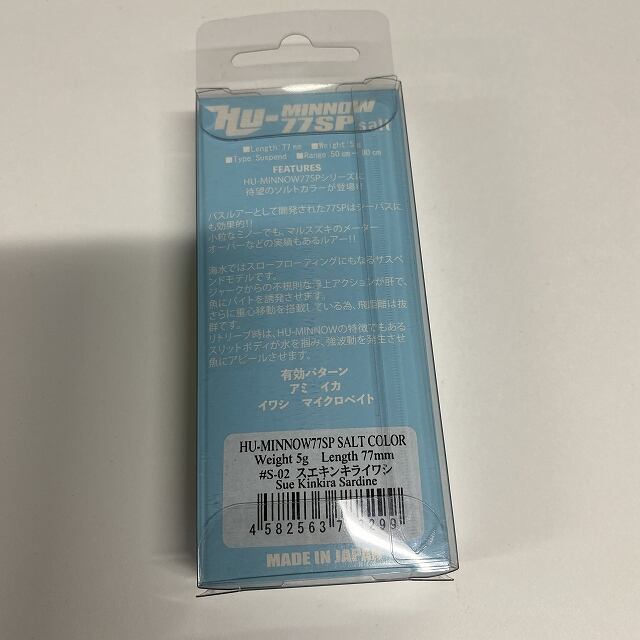 HU-MINNOW
77SP salt
■Length 77mm ■Weight 5g
■Type Suspend ■Range 50cm-
FEATURES
HU-MINNOW77SPシリーズに
待望のソルトカラーが登場!!
バスルアーとして開発された77SPはシーバスに
も効果的!!
小粒なミノーでも、マルスズキのメーター
オーバーなどの実績もあるルアー!!
海水ではスローフローティングにもなるサスペ
ンドモデルです。
ジャークからの不規則な浮上アクションが肝で、
魚にバイトを誘発させます。
さらに重心移動を搭載している為、飛距離は抜
群です。
リトリーブ時は、HU-MINNOWの特徴でもある
スリットボディが水を掴み、強波動を発生させ
魚にアピールさせます。
有効パターン
アミ イカ
イワシ マイクロベイト
HU-MINNOW77SP SALT COLOR
Weight 5g Length 77mm
#S-02 スエキンキライワシ
Sue Kinkira Sardine
4 582563
MADE IN JAPAN